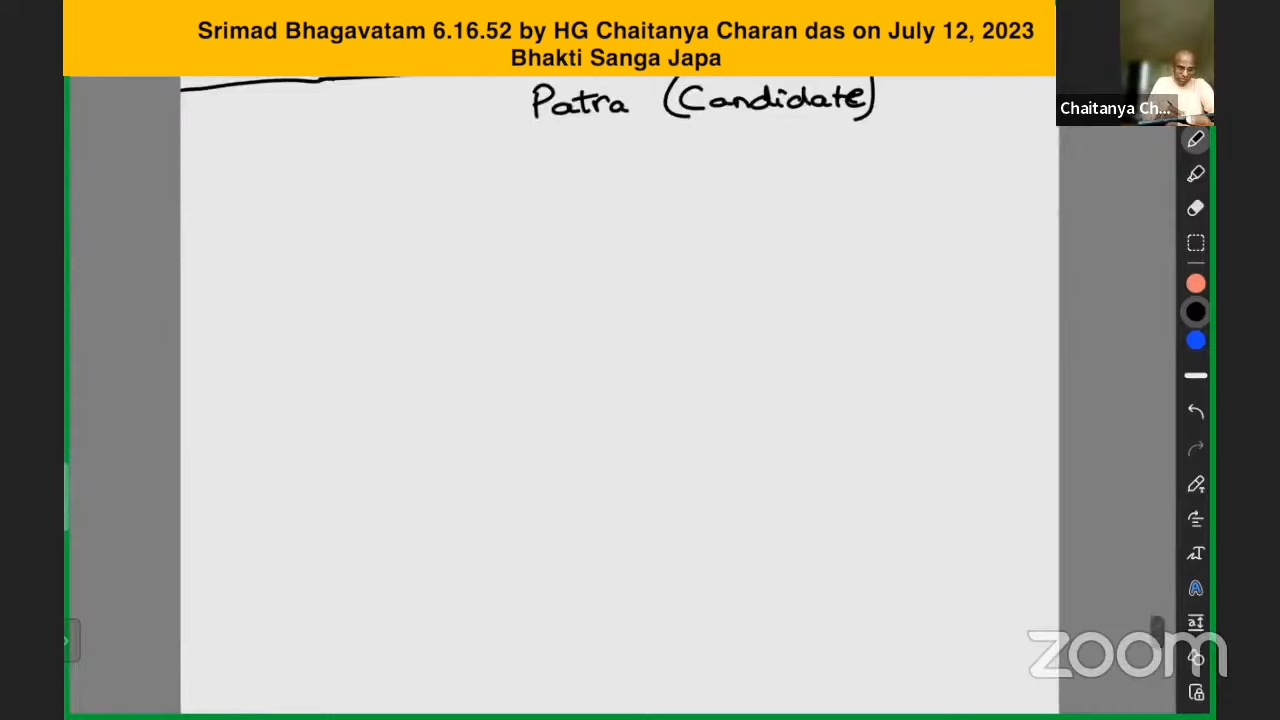 Srimad Bhagavatam 6.16.52 by HG Chaitanya Charan das on July 12, 2023
Bhakti Sanga Japa
Chaitanya Ch...
Patra (Candidate)
zoom